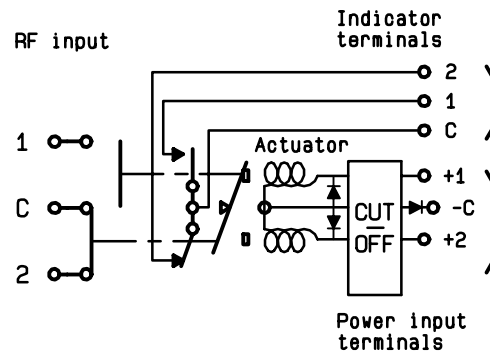 Indicator
terminals
RF input
2
1
C
Actuator
1
C
2
+1
-C
+2
CUT
OFF
Power input
terminals